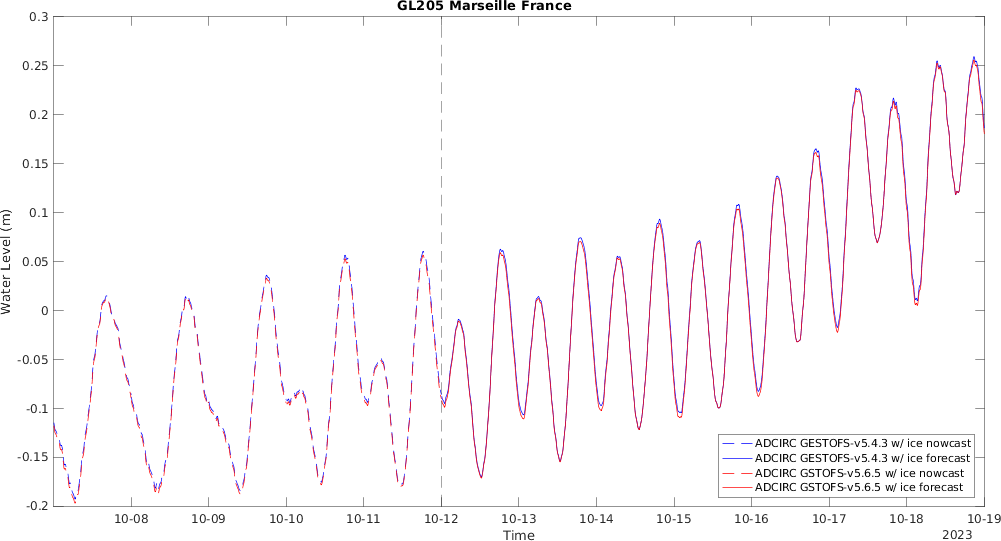 GL205 Marseille France
0.3
0.25
0.2
0.15
0.1
0.05
0
-0.05
-0.1
-0.15
-0.2
Water Level (m)
ADCIRC GESTOFS-v5.4.3 w/ ice nowcast
ADCIRC GESTOFS-v5.4.3 w/ ice forecast
ADCIRC GSTOFS-v5.6.5 w/ ice nowcast
ADCIRC GSTOFS-v5.6.5 w/ ice forecast
10-08 10-09 10-10 10-11 10-12 10-13 10-14 10-15 10-16 10-17 10-18 10-19
Time
2023